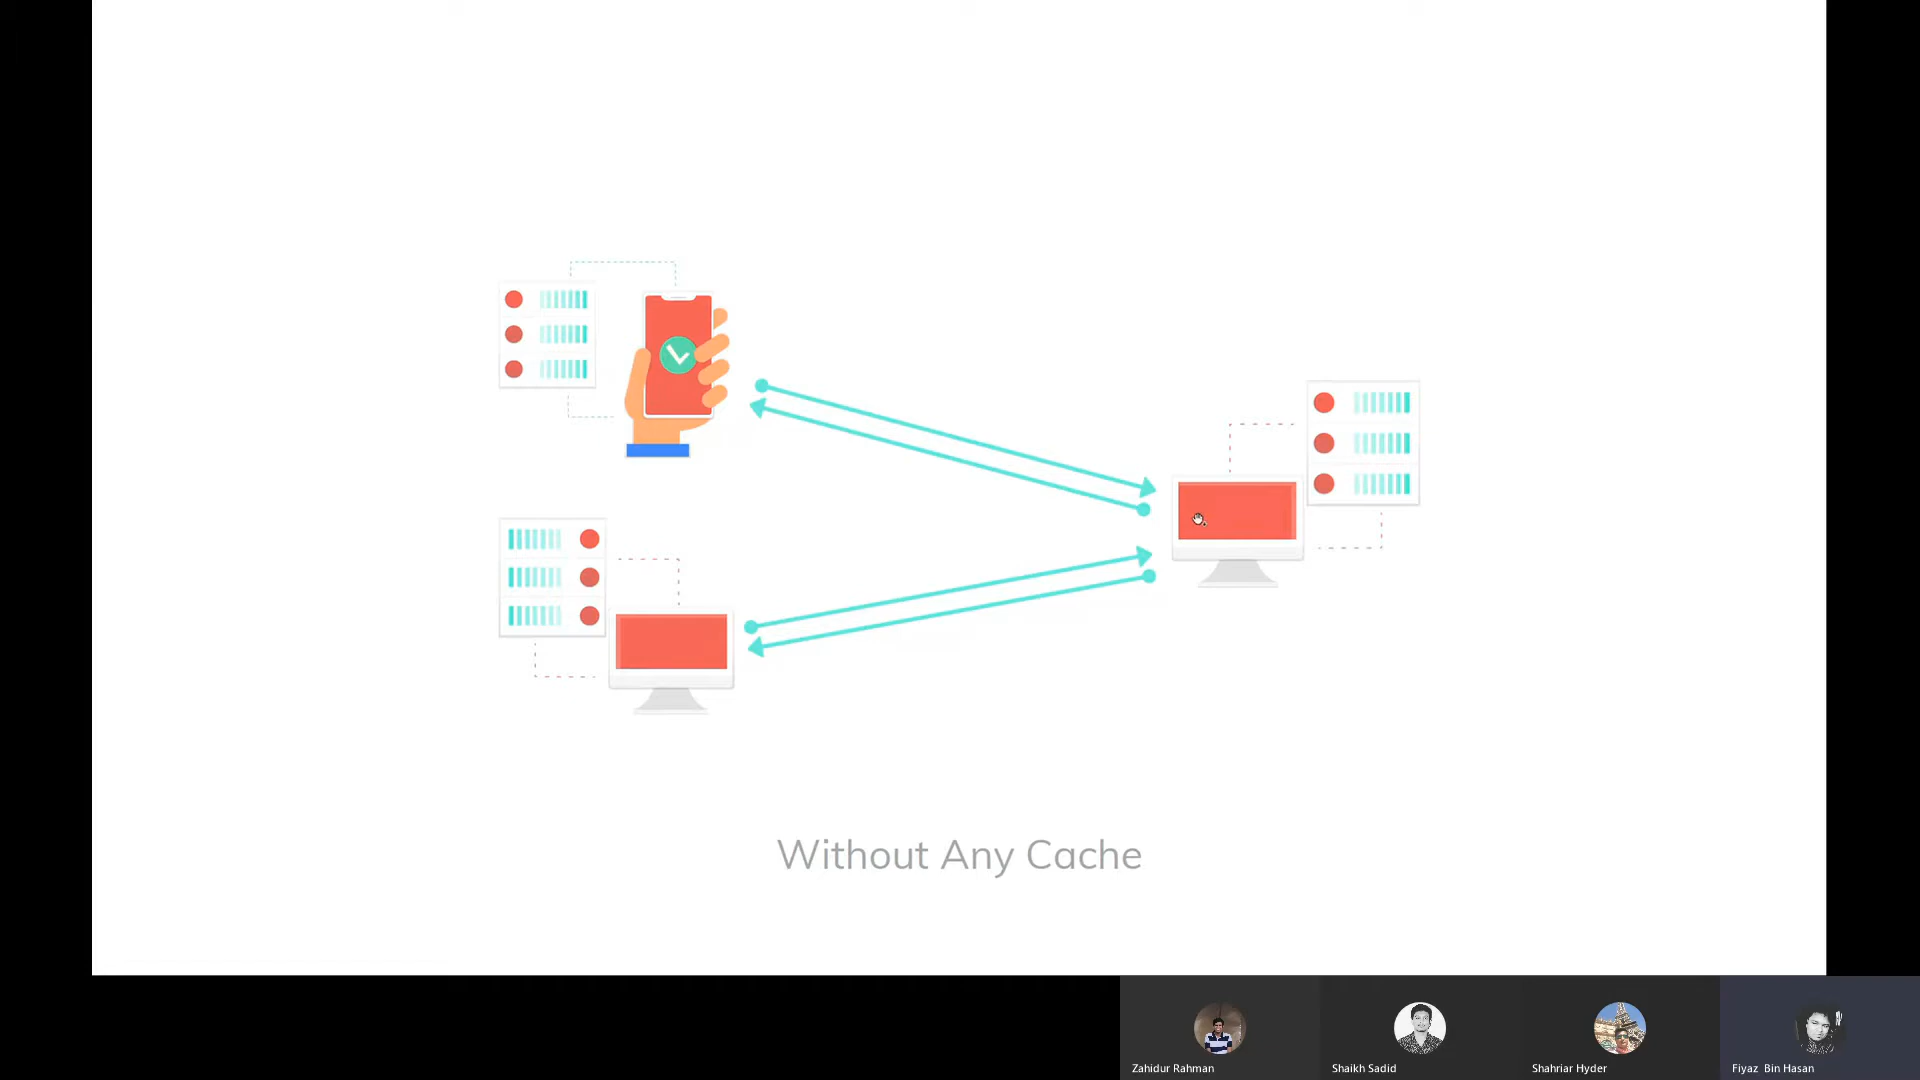 Without Any Cache
Zahidur Rahman
Shaikh Sadid
Shahriar Hyder
Fiyaz Bin Hasan